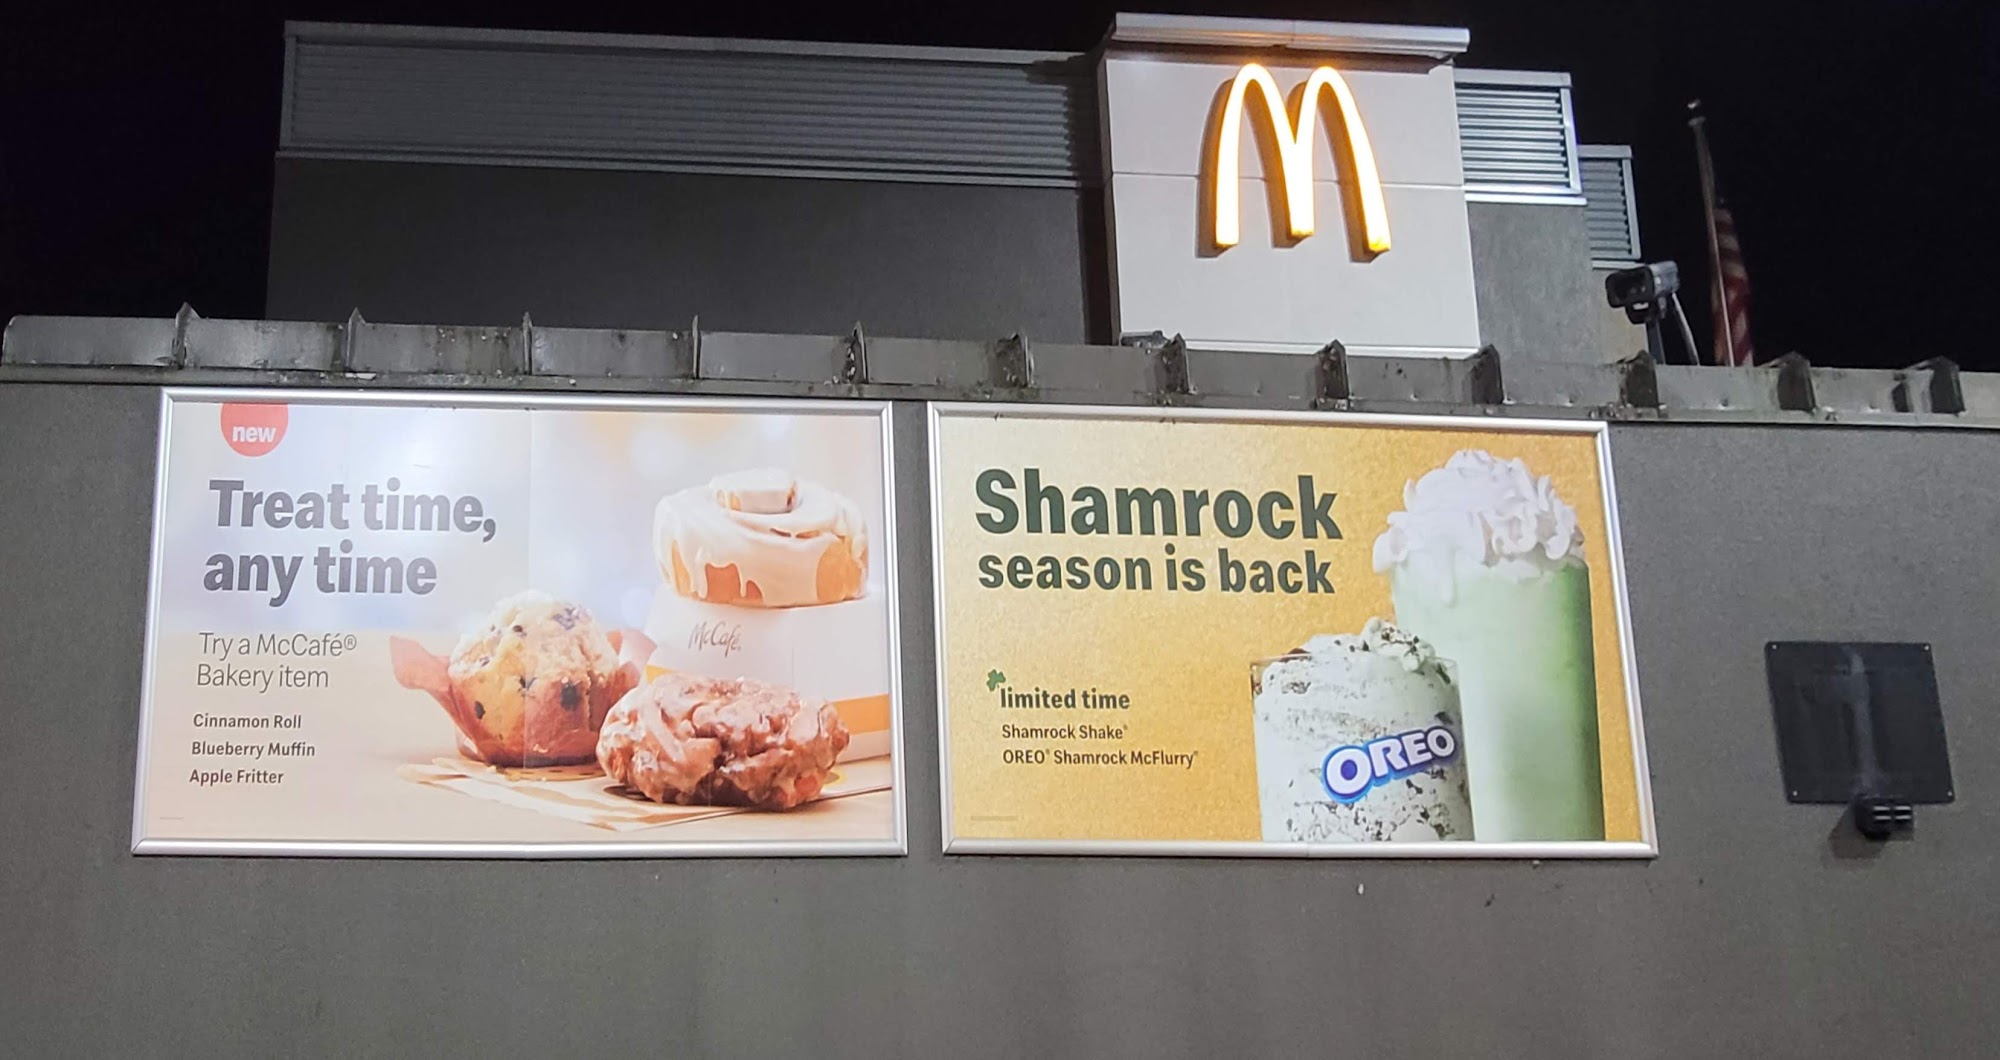 new
Treat time,
any time
Try a McCafé®
Bakery item
Cinnamon Roll
Blueberry Muffin
Apple Fritter
McCafé
Shamrock
season is back
limited time
Shamrock Shake®
OREO® Shamrock McFlurry®
OREO